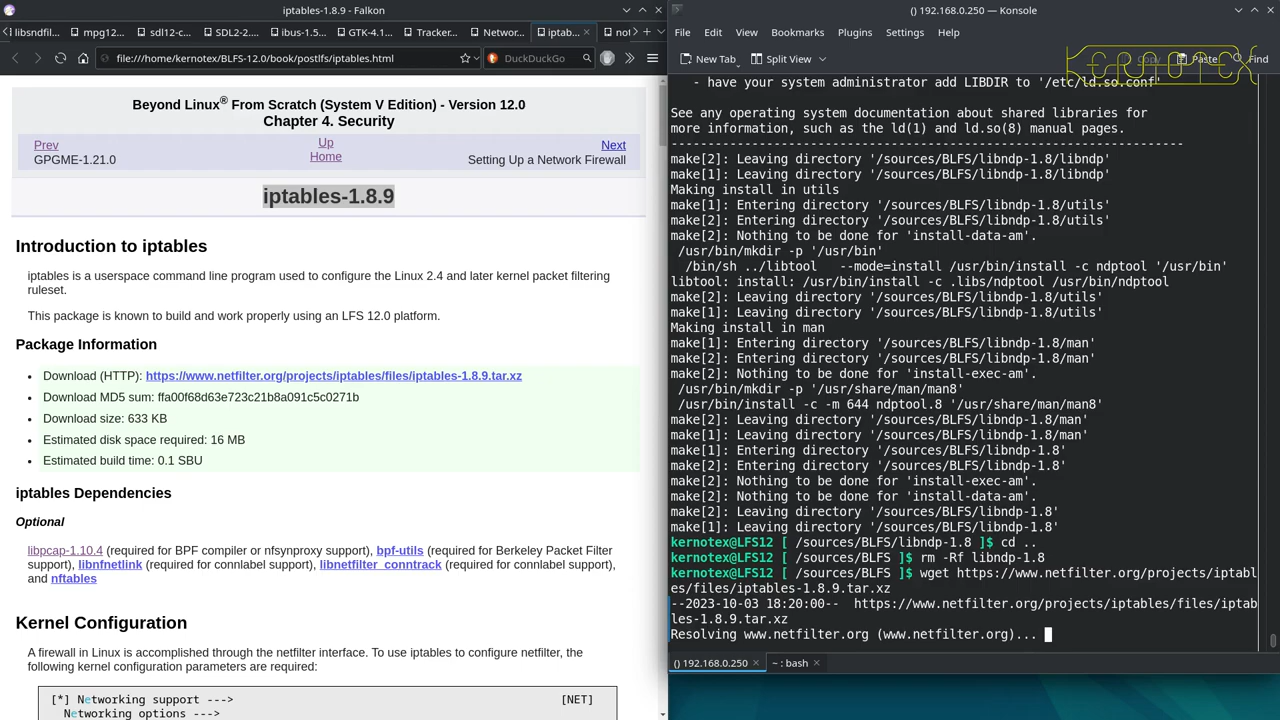 iptables-1.8.9 - Falkon
libsndfil...
mpg12...
sdl12-c...
SDL2-2....
ibus-1.5...
GTK-4.1...
Tracker...
Networ...
iptab...
not
file:///home/kernotex/BLFS-12.0/book/postlfs/iptables.html
DuckDuckGo
Beyond Linux® From Scratch (System V Edition) - Version 12.0
Chapter 4. Security
Prev
Up
Next
GPGME-1.21.0
Home
Setting Up a Network Firewall
iptables-1.8.9
Introduction to iptables
iptables is a userspace command line program used to configure the Linux 2.4 and later kernel packet filtering
ruleset.
This package is known to build and work properly using an LFS 12.0 platform.
Package Information
• Download (HTTP): https://www.netfilter.org/projects/iptables/files/iptables-1.8.9.tar.xz
• Download MD5 sum: ffa00f68d63e723c21b8a091c5c0271b
• Download size: 633 KB
• Estimated disk space required: 16 MB
• Estimated build time: 0.1 SBU
iptables Dependencies
Optional
libpcap-1.10.4 (required for BPF compiler or nfsynproxy support), bpf-utils (required for Berkeley Packet Filter
support), libnfnetlink (required for connlabel support), libnetfilter_conntrack (required for connlabel support),
and nftables
Kernel Configuration
A firewall in Linux is accomplished through the netfilter interface. To use iptables to configure netfilter, the
following kernel configuration parameters are required:
[*] Networking support ---> [NET]
Networking options --->
() 192.168.0.250 — Konsole
File Edit View Bookmarks Plugins Settings Help
New Tab
Split View
Copy
Paste
Find
KernoteX
- have your system administrator add LIBDIR to '/etc/ld.so.conf'
See any operating system documentation about shared libraries for
more information, such as the ld(1) and ld.so(8) manual pages.
----------------------------------------------------------------------
make[2]: Leaving directory '/sources/BLFS/libndp-1.8/libndp'
make[1]: Leaving directory '/sources/BLFS/libndp-1.8/libndp'
Making install in utils
make[1]: Entering directory '/sources/BLFS/libndp-1.8/utils'
make[2]: Entering directory '/sources/BLFS/libndp-1.8/utils'
make[2]: Nothing to be done for 'install-data-am'.
/usr/bin/mkdir -p '/usr/bin'
/bin/sh ../libtool --mode=install /usr/bin/install -c ndptool '/usr/bin'
libtool: install: /usr/bin/install -c .libs/ndptool /usr/bin/ndptool
make[2]: Leaving directory '/sources/BLFS/libndp-1.8/utils'
make[1]: Leaving directory '/sources/BLFS/libndp-1.8/utils'
Making install in man
make[1]: Entering directory '/sources/BLFS/libndp-1.8/man'
make[2]: Entering directory '/sources/BLFS/libndp-1.8/man'
make[2]: Nothing to be done for 'install-exec-am'.
/usr/bin/mkdir -p '/usr/share/man/man8'
/usr/bin/install -c -m 644 ndptool.8 '/usr/share/man/man8'
make[2]: Leaving directory '/sources/BLFS/libndp-1.8/man'
make[1]: Leaving directory '/sources/BLFS/libndp-1.8/man'
make[1]: Entering directory '/sources/BLFS/libndp-1.8'
make[2]: Entering directory '/sources/BLFS/libndp-1.8'
make[2]: Nothing to be done for 'install-exec-am'.
make[2]: Nothing to be done for 'install-data-am'.
make[2]: Leaving directory '/sources/BLFS/libndp-1.8'
make[1]: Leaving directory '/sources/BLFS/libndp-1.8'
kernotex@LFS12 [ /sources/BLFS/libndp-1.8 ]$ cd ..
kernotex@LFS12 [ /sources/BLFS ]$ rm -Rf libndp-1.8
kernotex@LFS12 [ /sources/BLFS ]$ wget https://www.netfilter.org/projects/iptabl
es/files/iptables-1.8.9.tar.xz
--2023-10-03 18:20:00-- https://www.netfilter.org/projects/iptables/files/iptab
les-1.8.9.tar.xz
Resolving www.netfilter.org (www.netfilter.org)...
() 192.168.0.250
~ : bash